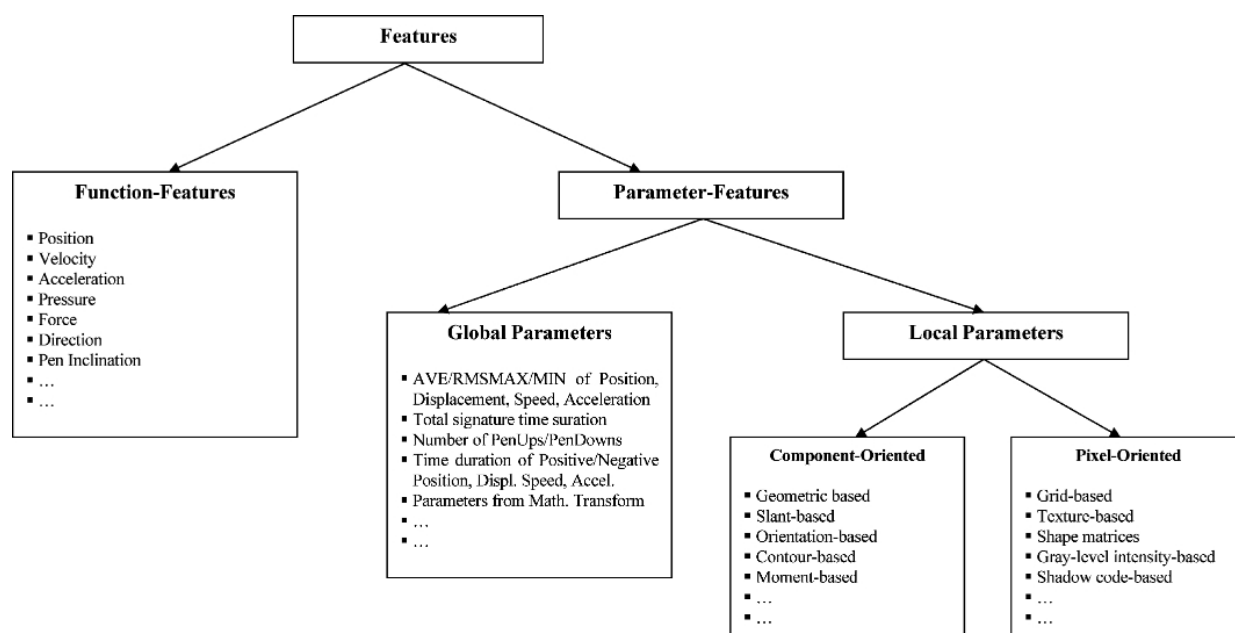 Features
Function-Features
▪ Position
▪ Velocity
▪ Acceleration
▪ Pressure
▪ Force
▪ Direction
▪ Pen Inclination
▪ …
▪ …
Parameter-Features
Global Parameters
▪ AVE/RMSMAX/MIN of Position,
Displacement, Speed, Acceleration
▪ Total signature time suration
▪ Number of PenUps/PenDowns
▪ Time duration of Positive/Negative
Position, Displ. Speed, Accel.
▪ Parameters from Math. Transform
▪ …
▪ …
Local Parameters
Component-Oriented
▪ Geometric based
▪ Slant-based
▪ Orientation-based
▪ Contour-based
▪ Moment-based
▪ …
▪ …
Pixel-Oriented
▪ Grid-based
▪ Texture-based
▪ Shape matrices
▪ Gray-level intensity-based
▪ Shadow code-based
▪ …
▪ …